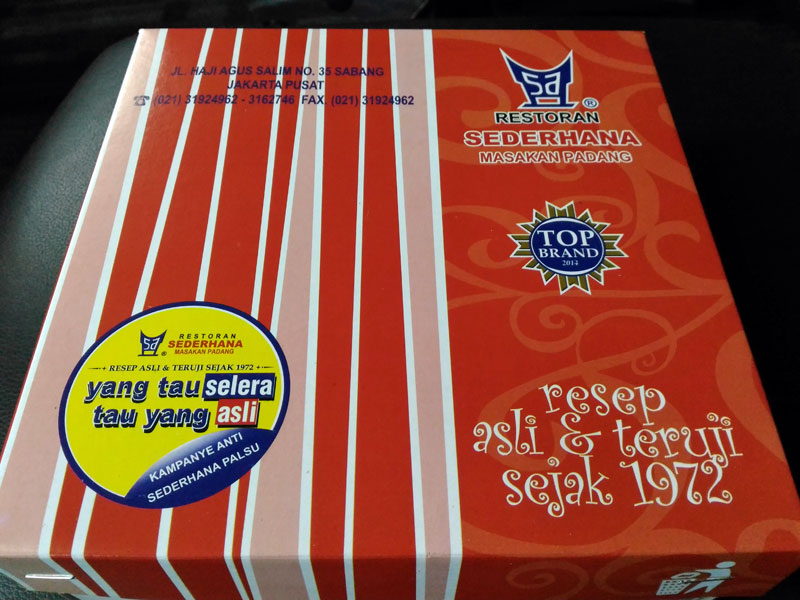 JL. HAJI AGUS SALIM NO. 35 SABANG
JAKARTA PUSAT
☎ (021) 31924962 - 3162746 FAX. (021) 31924962
sa ®
RESTORAN
SEDERHANA
MASAKAN PADANG
TOP
BRAND
2014
resep
asli & teruji
sejak 1972
sa ®
RESTORAN
SEDERHANA
MASAKAN PADANG
RESEP ASLI & TERUJI SEJAK 1972
yang tau selera
tau yang asli
KAMPANYE ANTI
SEDERHANA PALSU